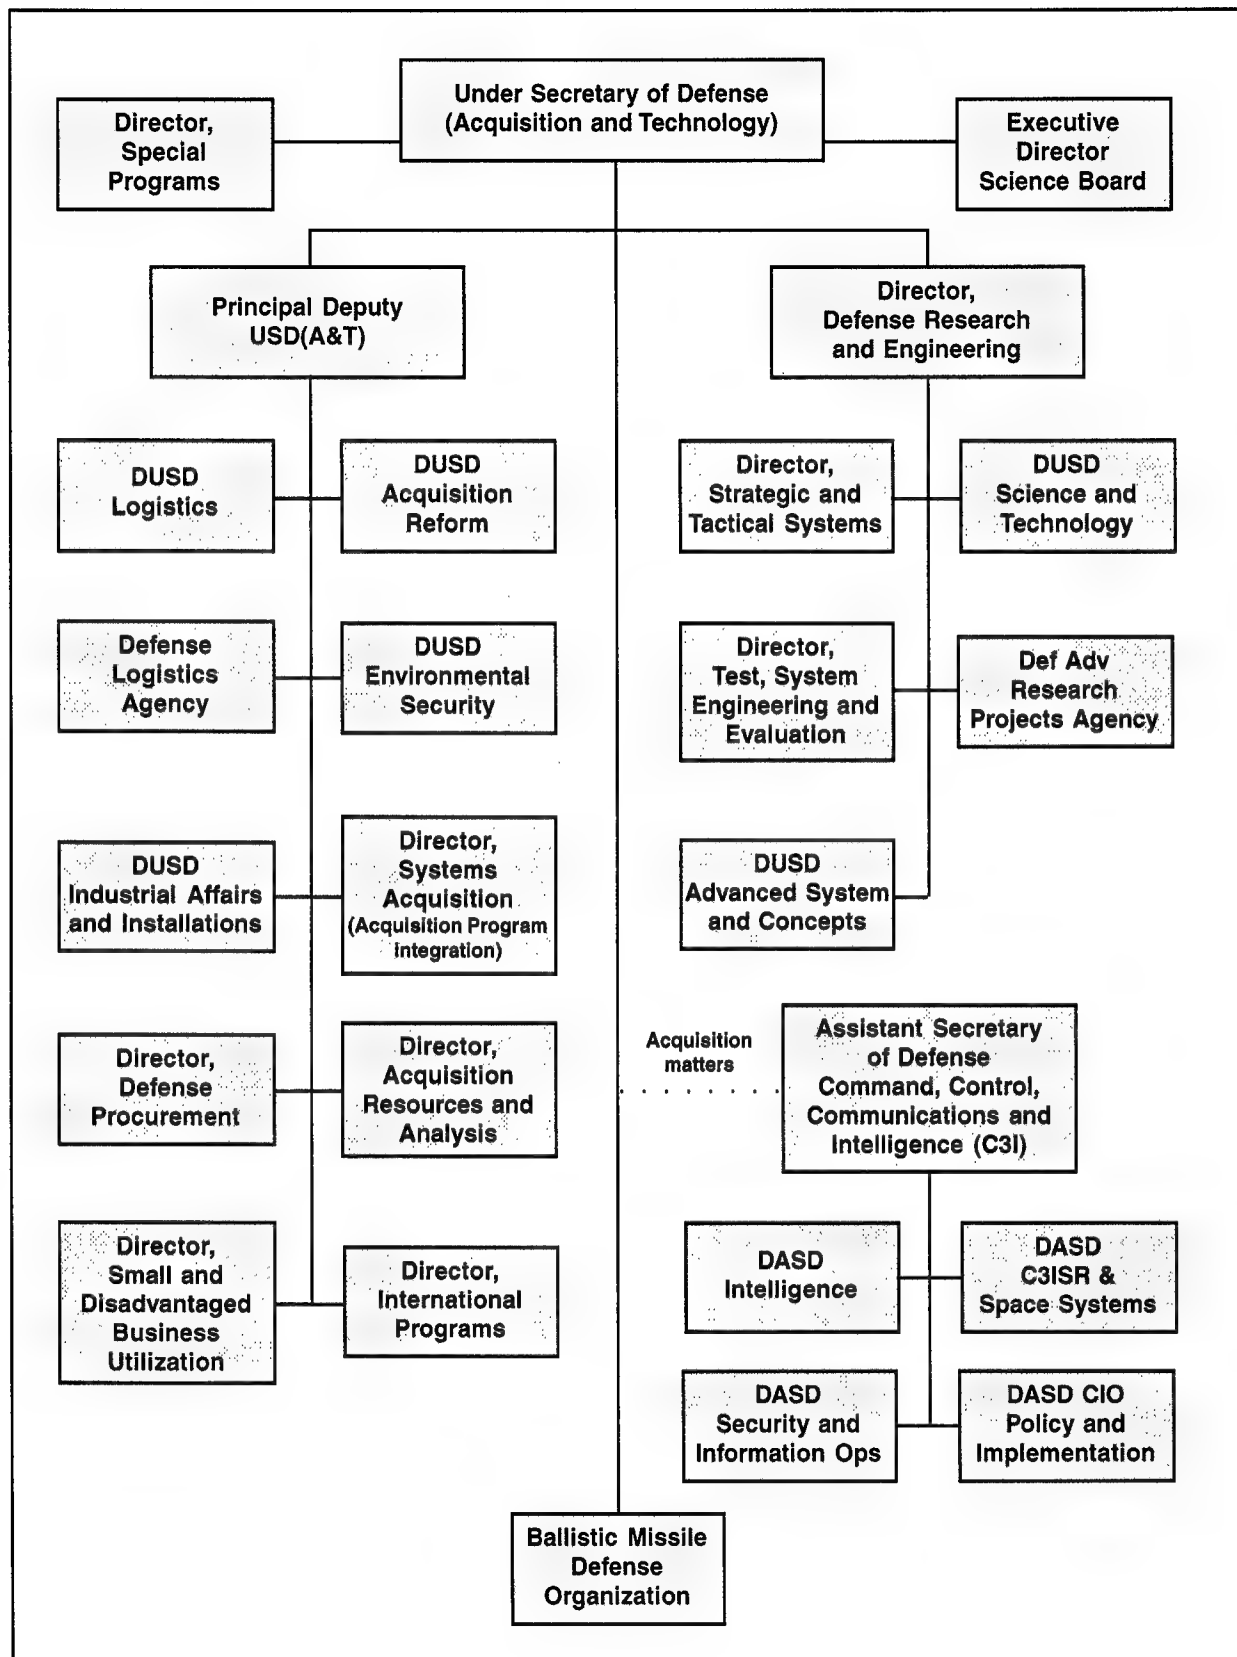 Under Secretary of Defense
(Acquisition and Technology)
Director,
Special
Programs
Executive
Director
Science Board
Principal Deputy
USD(A&T)
Director,
Defense Research
and Engineering
DUSD
Logistics
DUSD
Acquisition
Reform
Director,
Strategic and
Tactical Systems
DUSD
Science and
Technology
Defense
Logistics
Agency
DUSD
Environmental
Security
Director,
Test, System
Engineering and
Evaluation
Def Adv
Research
Projects Agency
DUSD
Industrial Affairs
and Installations
Director,
Systems
Acquisition
(Acquisition Program
Integration)
DUSD
Advanced System
and Concepts
Director,
Defense
Procurement
Director,
Acquisition
Resources and
Analysis
Acquisition
matters
Assistant Secretary
of Defense
Command, Control,
Communications and
Intelligence (C3I)
Director,
Small and
Disadvantaged
Business
Utilization
Director,
International
Programs
DASD
Intelligence
DASD
C3ISR &
Space Systems
DASD
Security and
Information Ops
DASD CIO
Policy and
Implementation
Ballistic Missile
Defense
Organization